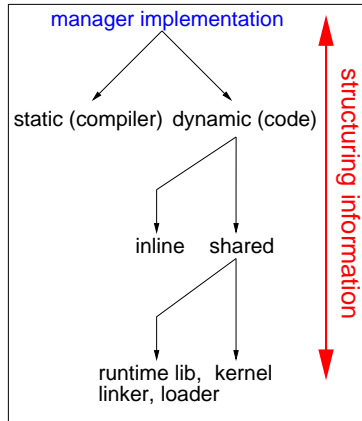 manager implementation
static (compiler) dynamic (code)
inline shared
runtime lib, kernel
linker, loader
structuring information